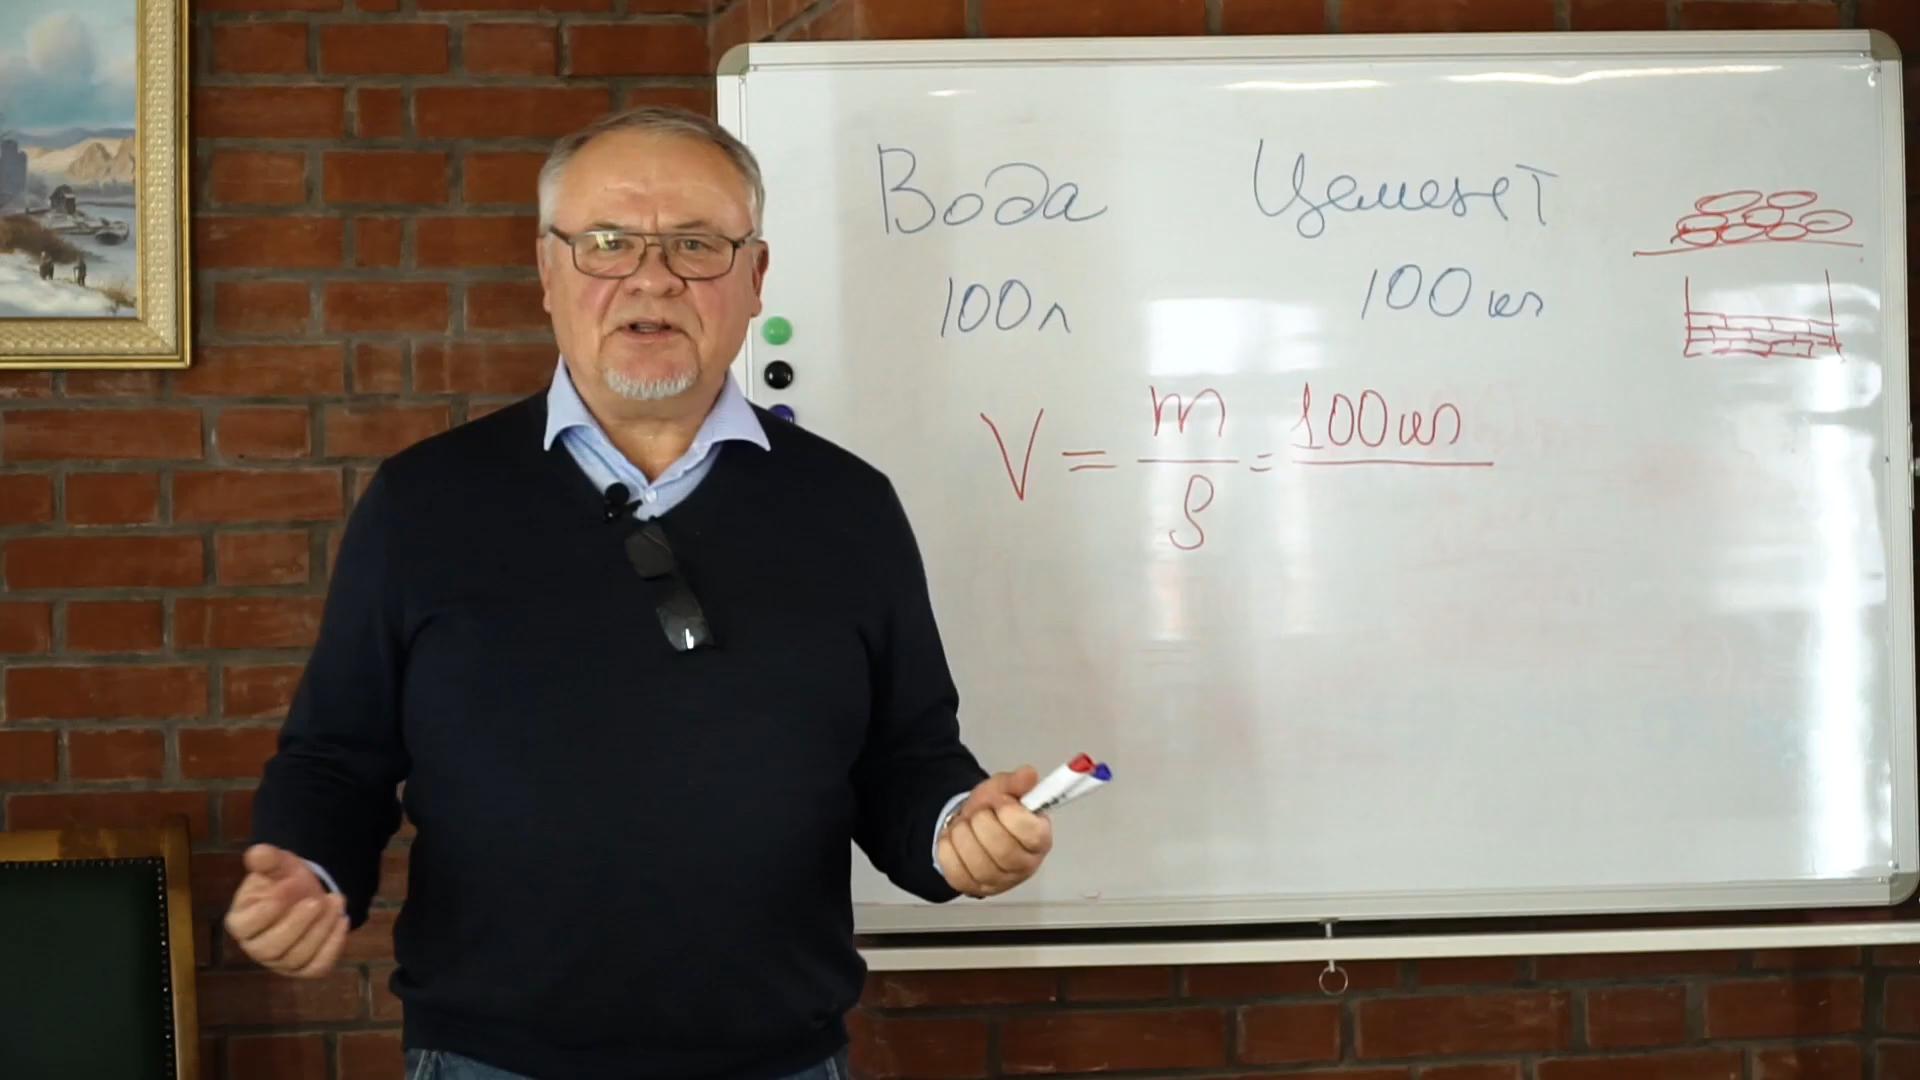 Вода Цемент
100л 100кг
V = m/ρ = 100кг